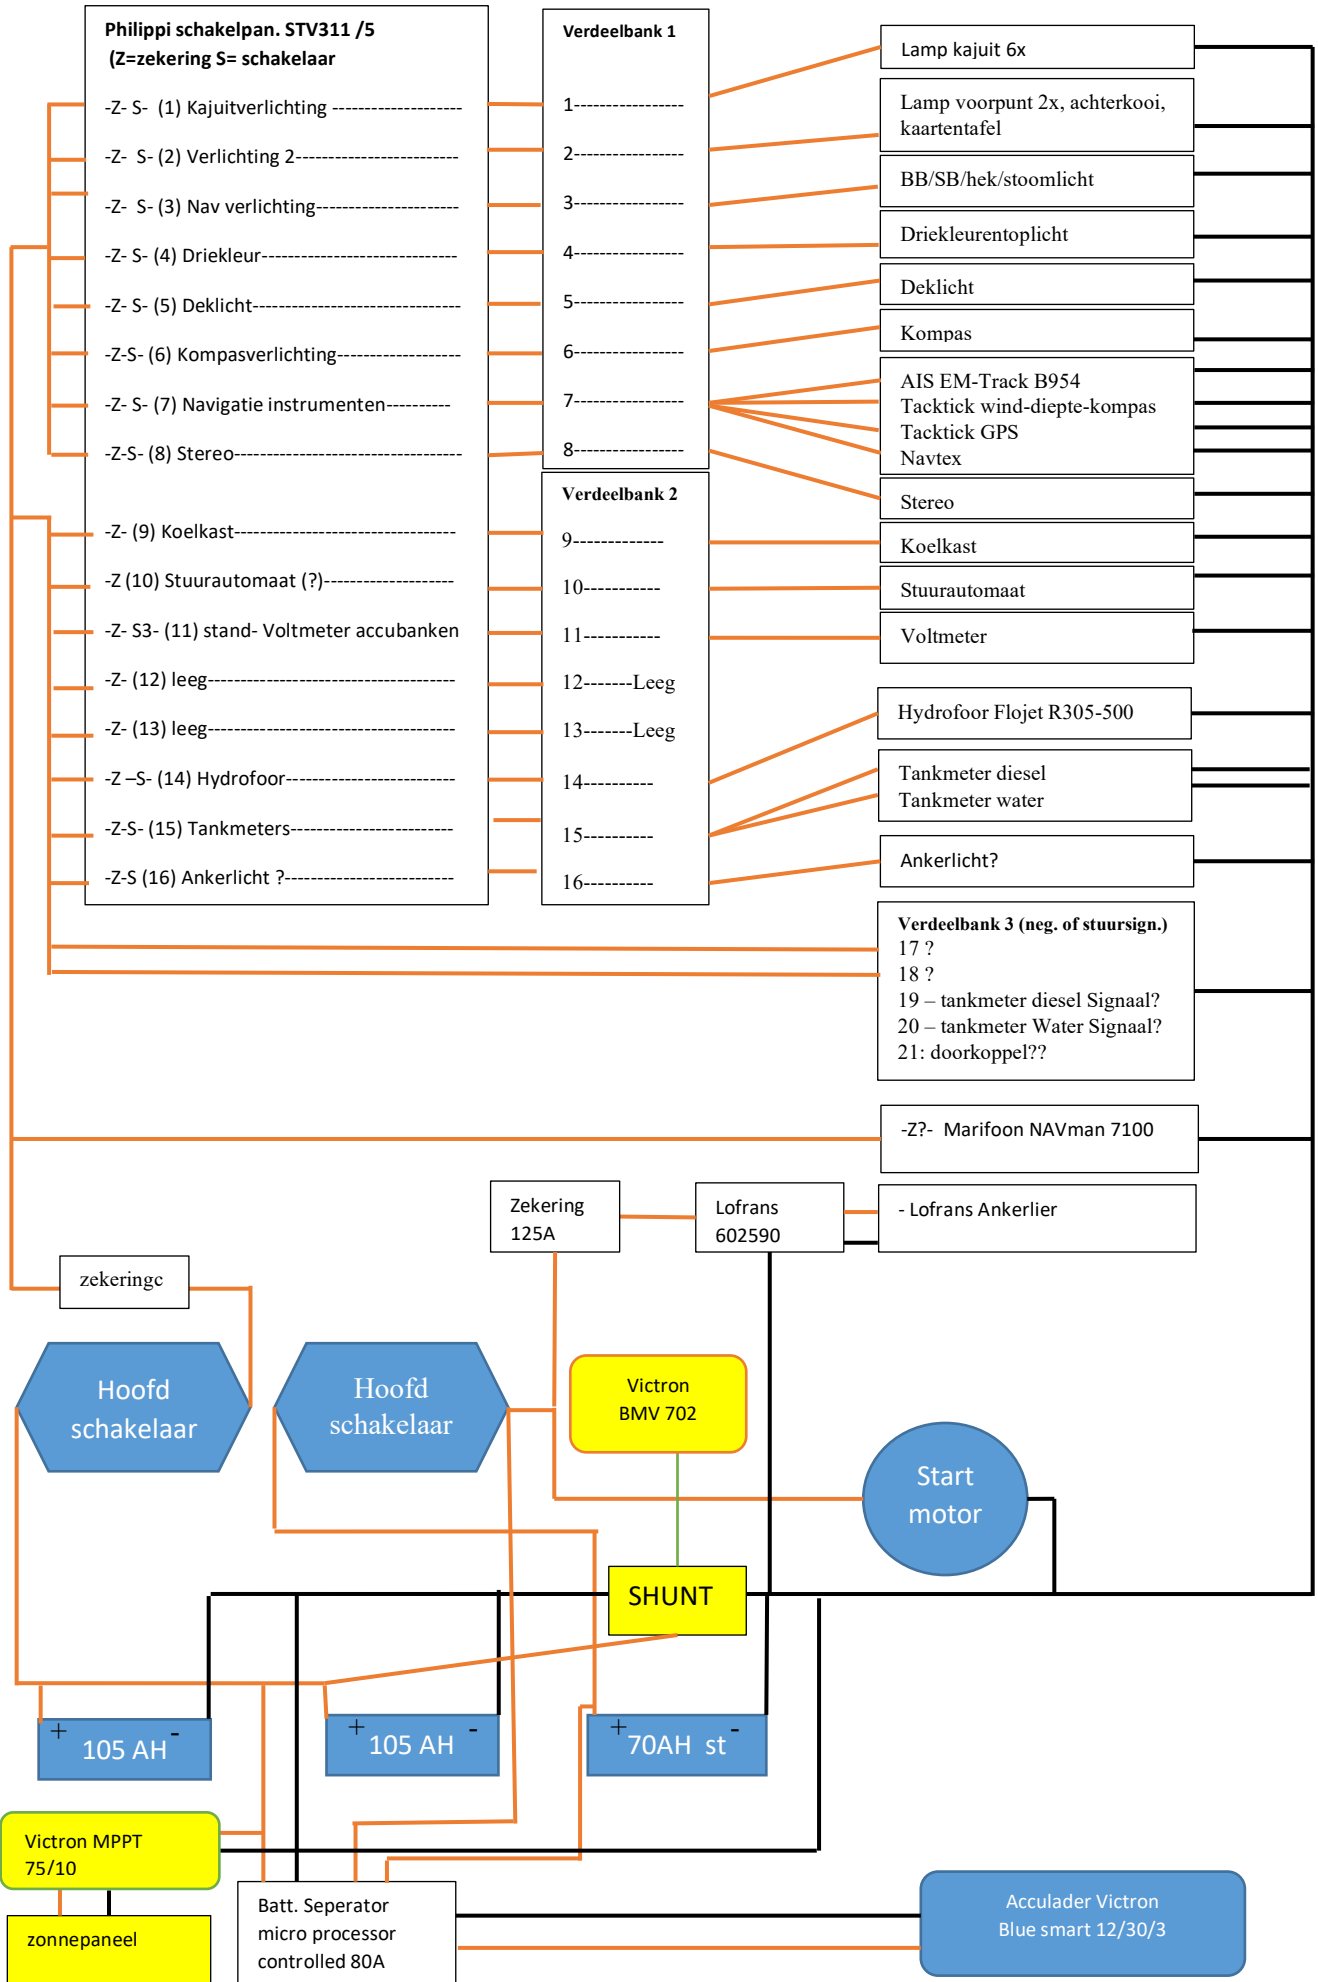 Philippi schakelpan. STV311 /5
(Z=zekering S= schakelaar
-Z- S- (1) Kajuitverlichting --------------------
-Z- S- (2) Verlichting 2-------------------------
-Z- S- (3) Nav verlichting----------------------
-Z- S- (4) Driekleur------------------------------
-Z- S- (5) Deklicht--------------------------------
-Z-S- (6) Kompasverlichting-------------------
-Z- S- (7) Navigatie instrumenten----------
-Z-S- (8) Stereo-----------------------------------
-Z- (9) Koelkast----------------------------------
-Z (10) Stuurautomaat (?)--------------------
-Z- S3- (11) stand- Voltmeter accubanken
-Z- (12) leeg--------------------------------------
-Z- (13) leeg--------------------------------------
-Z –S- (14) Hydrofoor--------------------------
-Z-S- (15) Tankmeters-------------------------
-Z-S (16) Ankerlicht ?--------------------------
Verdeelbank 1
1-----------------
2-----------------
3-----------------
4-----------------
5-----------------
6-----------------
7-----------------
8-----------------
Verdeelbank 2
9-------------
10-----------
11-----------
12-------Leeg
13-------Leeg
14----------
15----------
16----------
Lamp kajuit 6x
Lamp voorpunt 2x, achterkooi,
kaartentafel
BB/SB/hek/stoomlicht
Driekleurentoplicht
Deklicht
Kompas
AIS EM-Track B954
Tacktick wind-diepte-kompas
Tacktick GPS
Navtex
Stereo
Koelkast
Stuurautomaat
Voltmeter
Hydrofoor Flojet R305-500
Tankmeter diesel
Tankmeter water
Ankerlicht?
Verdeelbank 3 (neg. of stuursign.)
17 ?
18 ?
19 – tankmeter diesel Signaal?
20 – tankmeter Water Signaal?
21: doorkoppel??
-Z?- Marifoon NAVman 7100
Zekering
125A
Lofrans
602590
- Lofrans Ankerlier
zekeringc
Hoofd
schakelaar
Hoofd
schakelaar
Victron
BMV 702
Start
motor
SHUNT
+ -
105 AH
+ -
105 AH
+ -
70AH st
Victron MPPT
75/10
zonnepaneel
Batt. Seperator
micro processor
controlled 80A
Acculader Victron
Blue smart 12/30/3